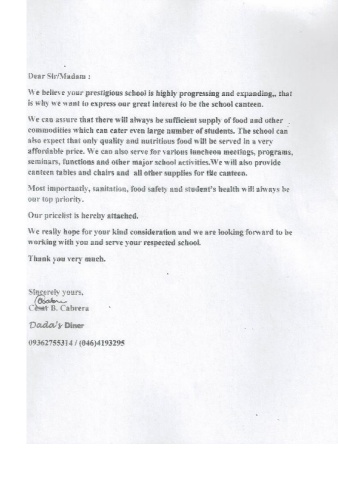 Dear Sir/Madam :
We believe your prestigious school is highly progressing and expanding,, that
is why we want to express our great interest to be the school canteen.
We can assure that there will always be sufficient supply of food and other
commodities which can cater even large number of students. The school can
also expect that only quality and nutritious food will be served in a very
affordable price. We can also serve for various luncheon meetings, programs,
seminars, functions and other major school activities.We will also provide
canteen tables and chairs and all other supplies for the canteen.
Most importantly, sanitation, food safety and student's health will always be
our top priority.
Our pricelist is hereby attached.
We really hope for your kind consideration and we are looking forward to be
working with you and serve your respected school.
Thank you very much.
Sincerely yours,
B. Cabrera
Dada's Diner
09362755314 / (046)4193295